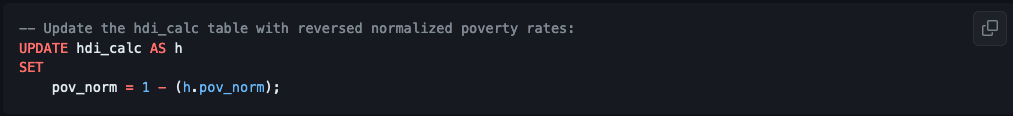 -- Update the hdi_calc table with reversed normalized poverty rates:
UPDATE hdi_calc AS h
SET
    pov_norm = 1 - (h.pov_norm);